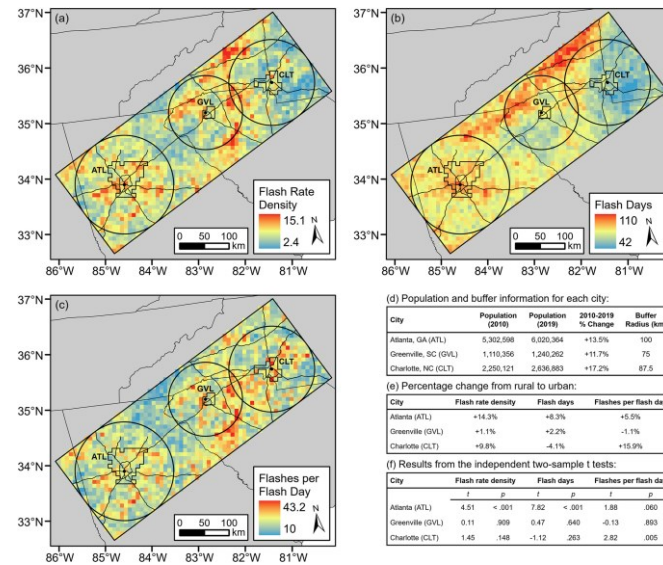 (a)
37°N
36°N
35°N
34°N
33°N
CLT
GVL
ATL
Flash Rate
Density
15.1
2.4
N
0 50 100
km
86°W 85°W 84°W 83°W 82°W 81°W
(b)
37°N
36°N
35°N
34°N
33°N
CLT
GVL
ATL
Flash Days
110
42
N
0 50 100
km
86°W 85°W 84°W 83°W 82°W 81°W
(c)
37°N
36°N
35°N
34°N
33°N
CLT
GVL
ATL
Flashes per
Flash Day
43.2
10
N
0 50 100
km
86°W 85°W 84°W 83°W 82°W 81°W
(d) Population and buffer information for each city:
City Population (2010) Population (2019) 2010-2019 % Change Buffer Radius (km
Atlanta, GA (ATL) 5,302,598 6,020,364 +13.5% 100
Greenville, SC (GVL) 1,110,356 1,240,262 +11.7% 75
Charlotte, NC (CLT) 2,250,121 2,636,883 +17.2% 87.5
(e) Percentage change from rural to urban:
City Flash rate density Flash days Flashes per flash da
Atlanta (ATL) +14.3% +8.3% +5.5%
Greenville (GVL) +1.1% +2.2% -1.1%
Charlotte (CLT) +9.8% -4.1% +15.9%
(f) Results from the independent two-sample t tests:
City Flash rate density Flash days Flashes per flash da
t p t p t p
Atlanta (ATL) 4.51 < .001 7.82 < .001 1.88 .060
Greenville (GVL) 0.11 .909 0.47 .640 -0.13 .893
Charlotte (CLT) 1.45 .148 -1.12 .263 2.82 .005